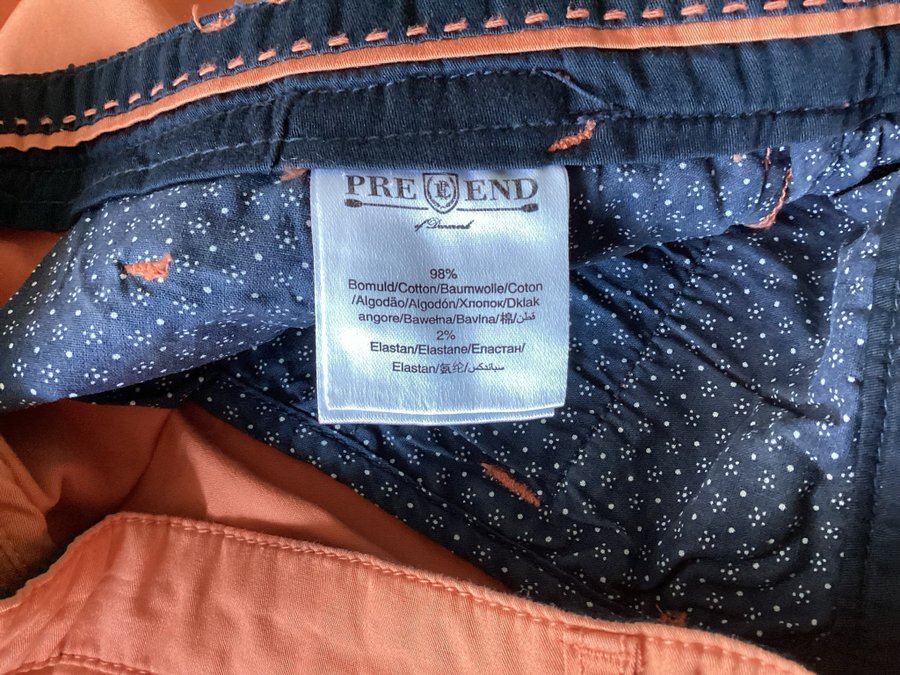 PRE END
of Denmark
98%
Bomuld/Cotton/Baumwolle/Coton
/Algodão/Algodón/Хлопок/Dklak
angore/Bawełna/Bavlna/棉/قطن
2%
Elastan/Elastane/Еластан/
Elastan/氨纶/سباندكس